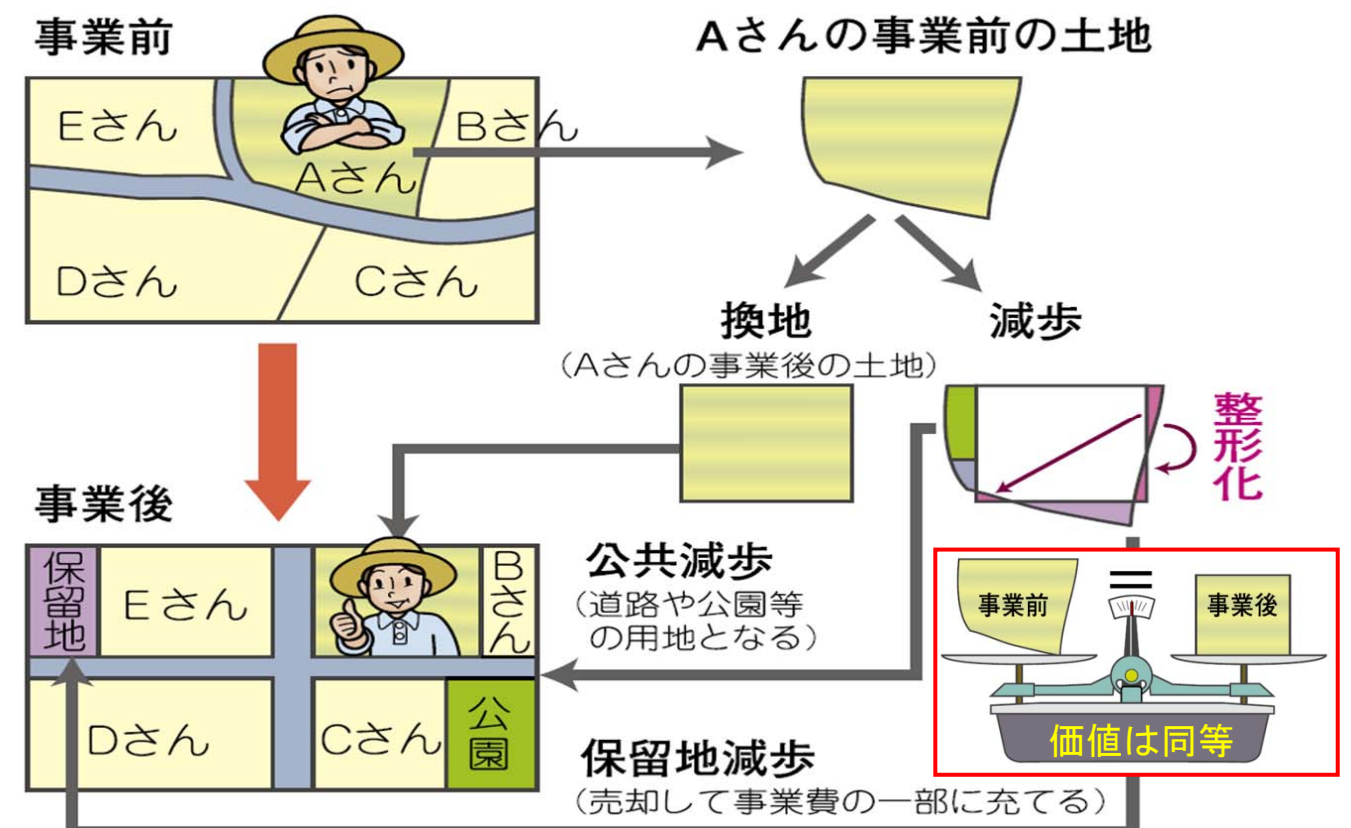 事業前
Eさん
Aさん
Bさん
Dさん
Cさん
Aさんの事業前の土地
換地
(Aさんの事業後の土地)
減歩
整形化
事業後
保留地
Eさん
Bさん
Dさん
Cさん
公園
公共減歩
(道路や公園等
の用地となる)
保留地減歩
(売却して事業費の一部に充てる)
事業前
=
事業後
価値は同等